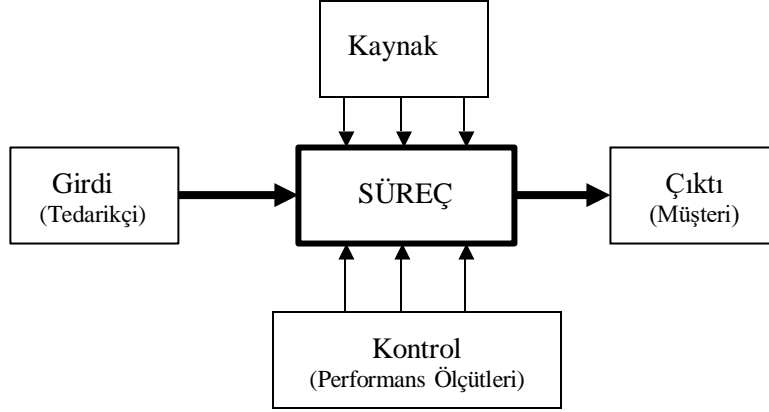 Kaynak
Girdi
(Tedarikçi)
SÜREÇ
Çıktı
(Müşteri)
Kontrol
(Performans Ölçütleri)